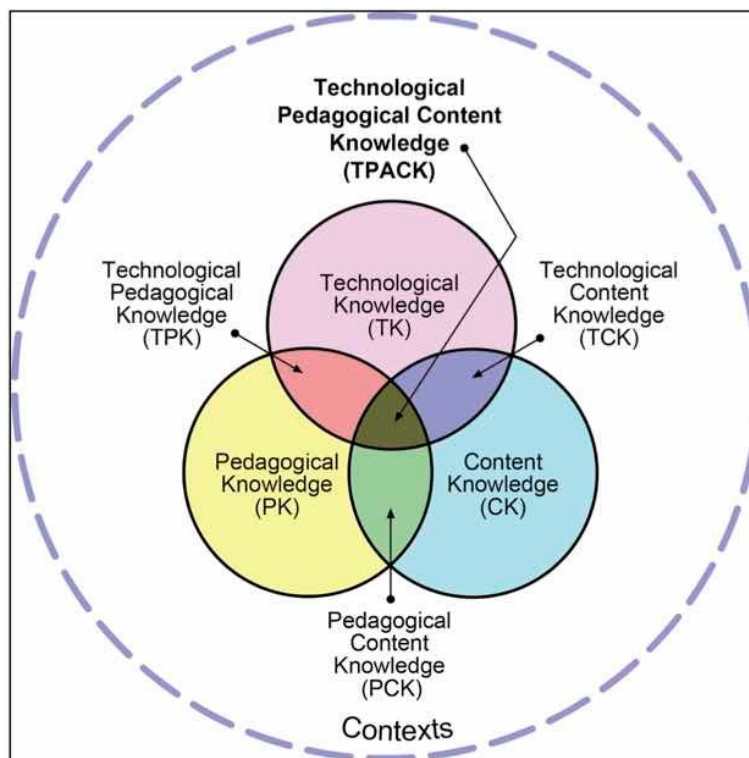 Technological
Pedagogical Content
Knowledge
(TPACK)
Technological
Pedagogical
Knowledge
(TPK)
Technological
Knowledge
(TK)
Technological
Content
Knowledge
(TCK)
Pedagogical
Knowledge
(PK)
Content
Knowledge
(CK)
Pedagogical
Content
Knowledge
(PCK)
Contexts